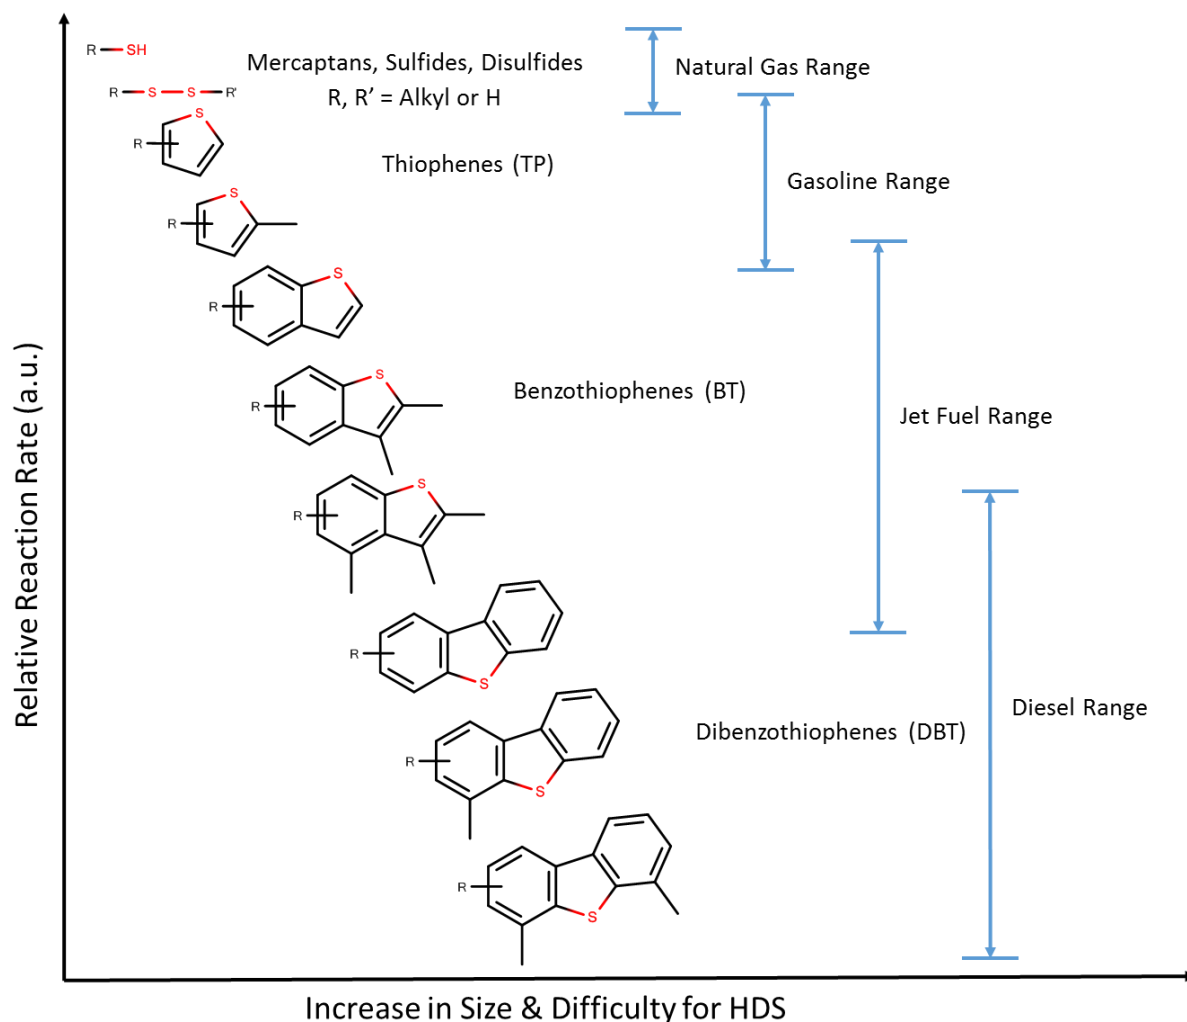 R SH
Mercaptans, Sulfides, Disulfides
Natural Gas Range
R S S R'
R, R’ = Alkyl or H
S
R
Thiophenes (TP)
Gasoline Range
S
R
S
R
S
R
Benzothiophenes (BT)
Jet Fuel Range
S
R
R
S
Diesel Range
Dibenzothiophenes (DBT)
R
S
R
S
Relative Reaction Rate (a.u.)
Increase in Size & Difficulty for HDS